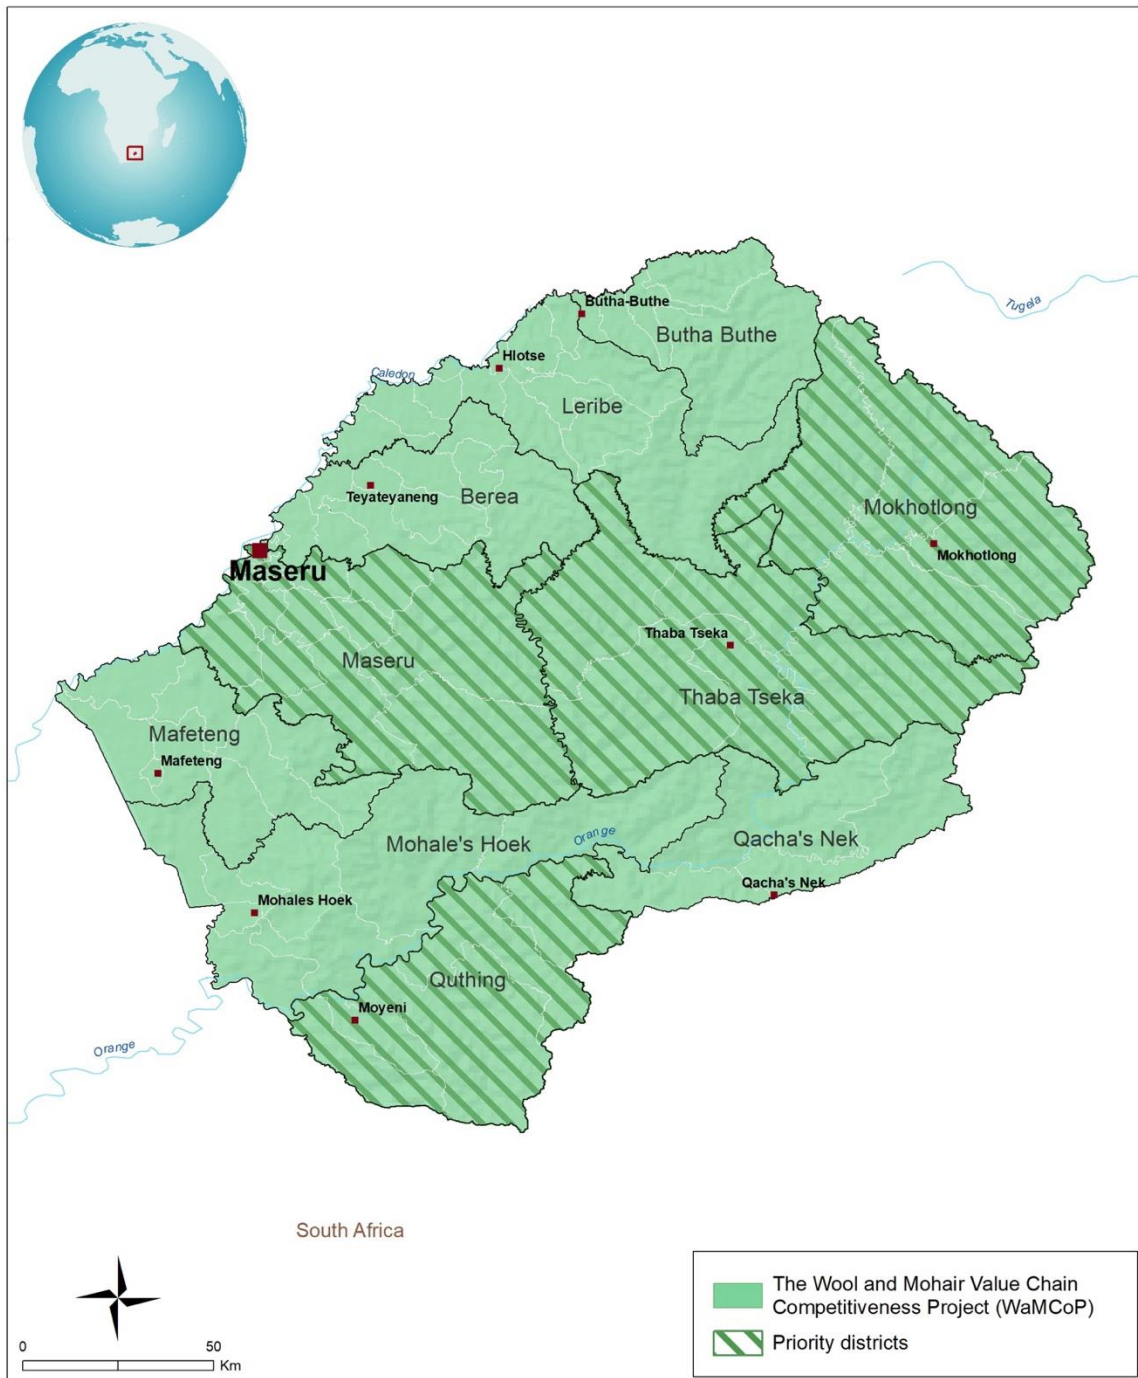 Tugela
Butha-Buthe
Butha Buthe
Hlotse
Caledon
Leribe
Teyateyaneng
Berea
Mokhotlong
Mokhotlong
Maseru
Thaba Tseka
Maseru
Thaba Tseka
Mafeteng
Mafeteng
Orange
Mohale's Hoek
Qacha's Nek
Qacha's Nek
Mohales Hoek
Quthing
Moyeni
Orange
South Africa
0 50
Km
The Wool and Mohair Value Chain
Competitiveness Project (WaMCoP)
Priority districts